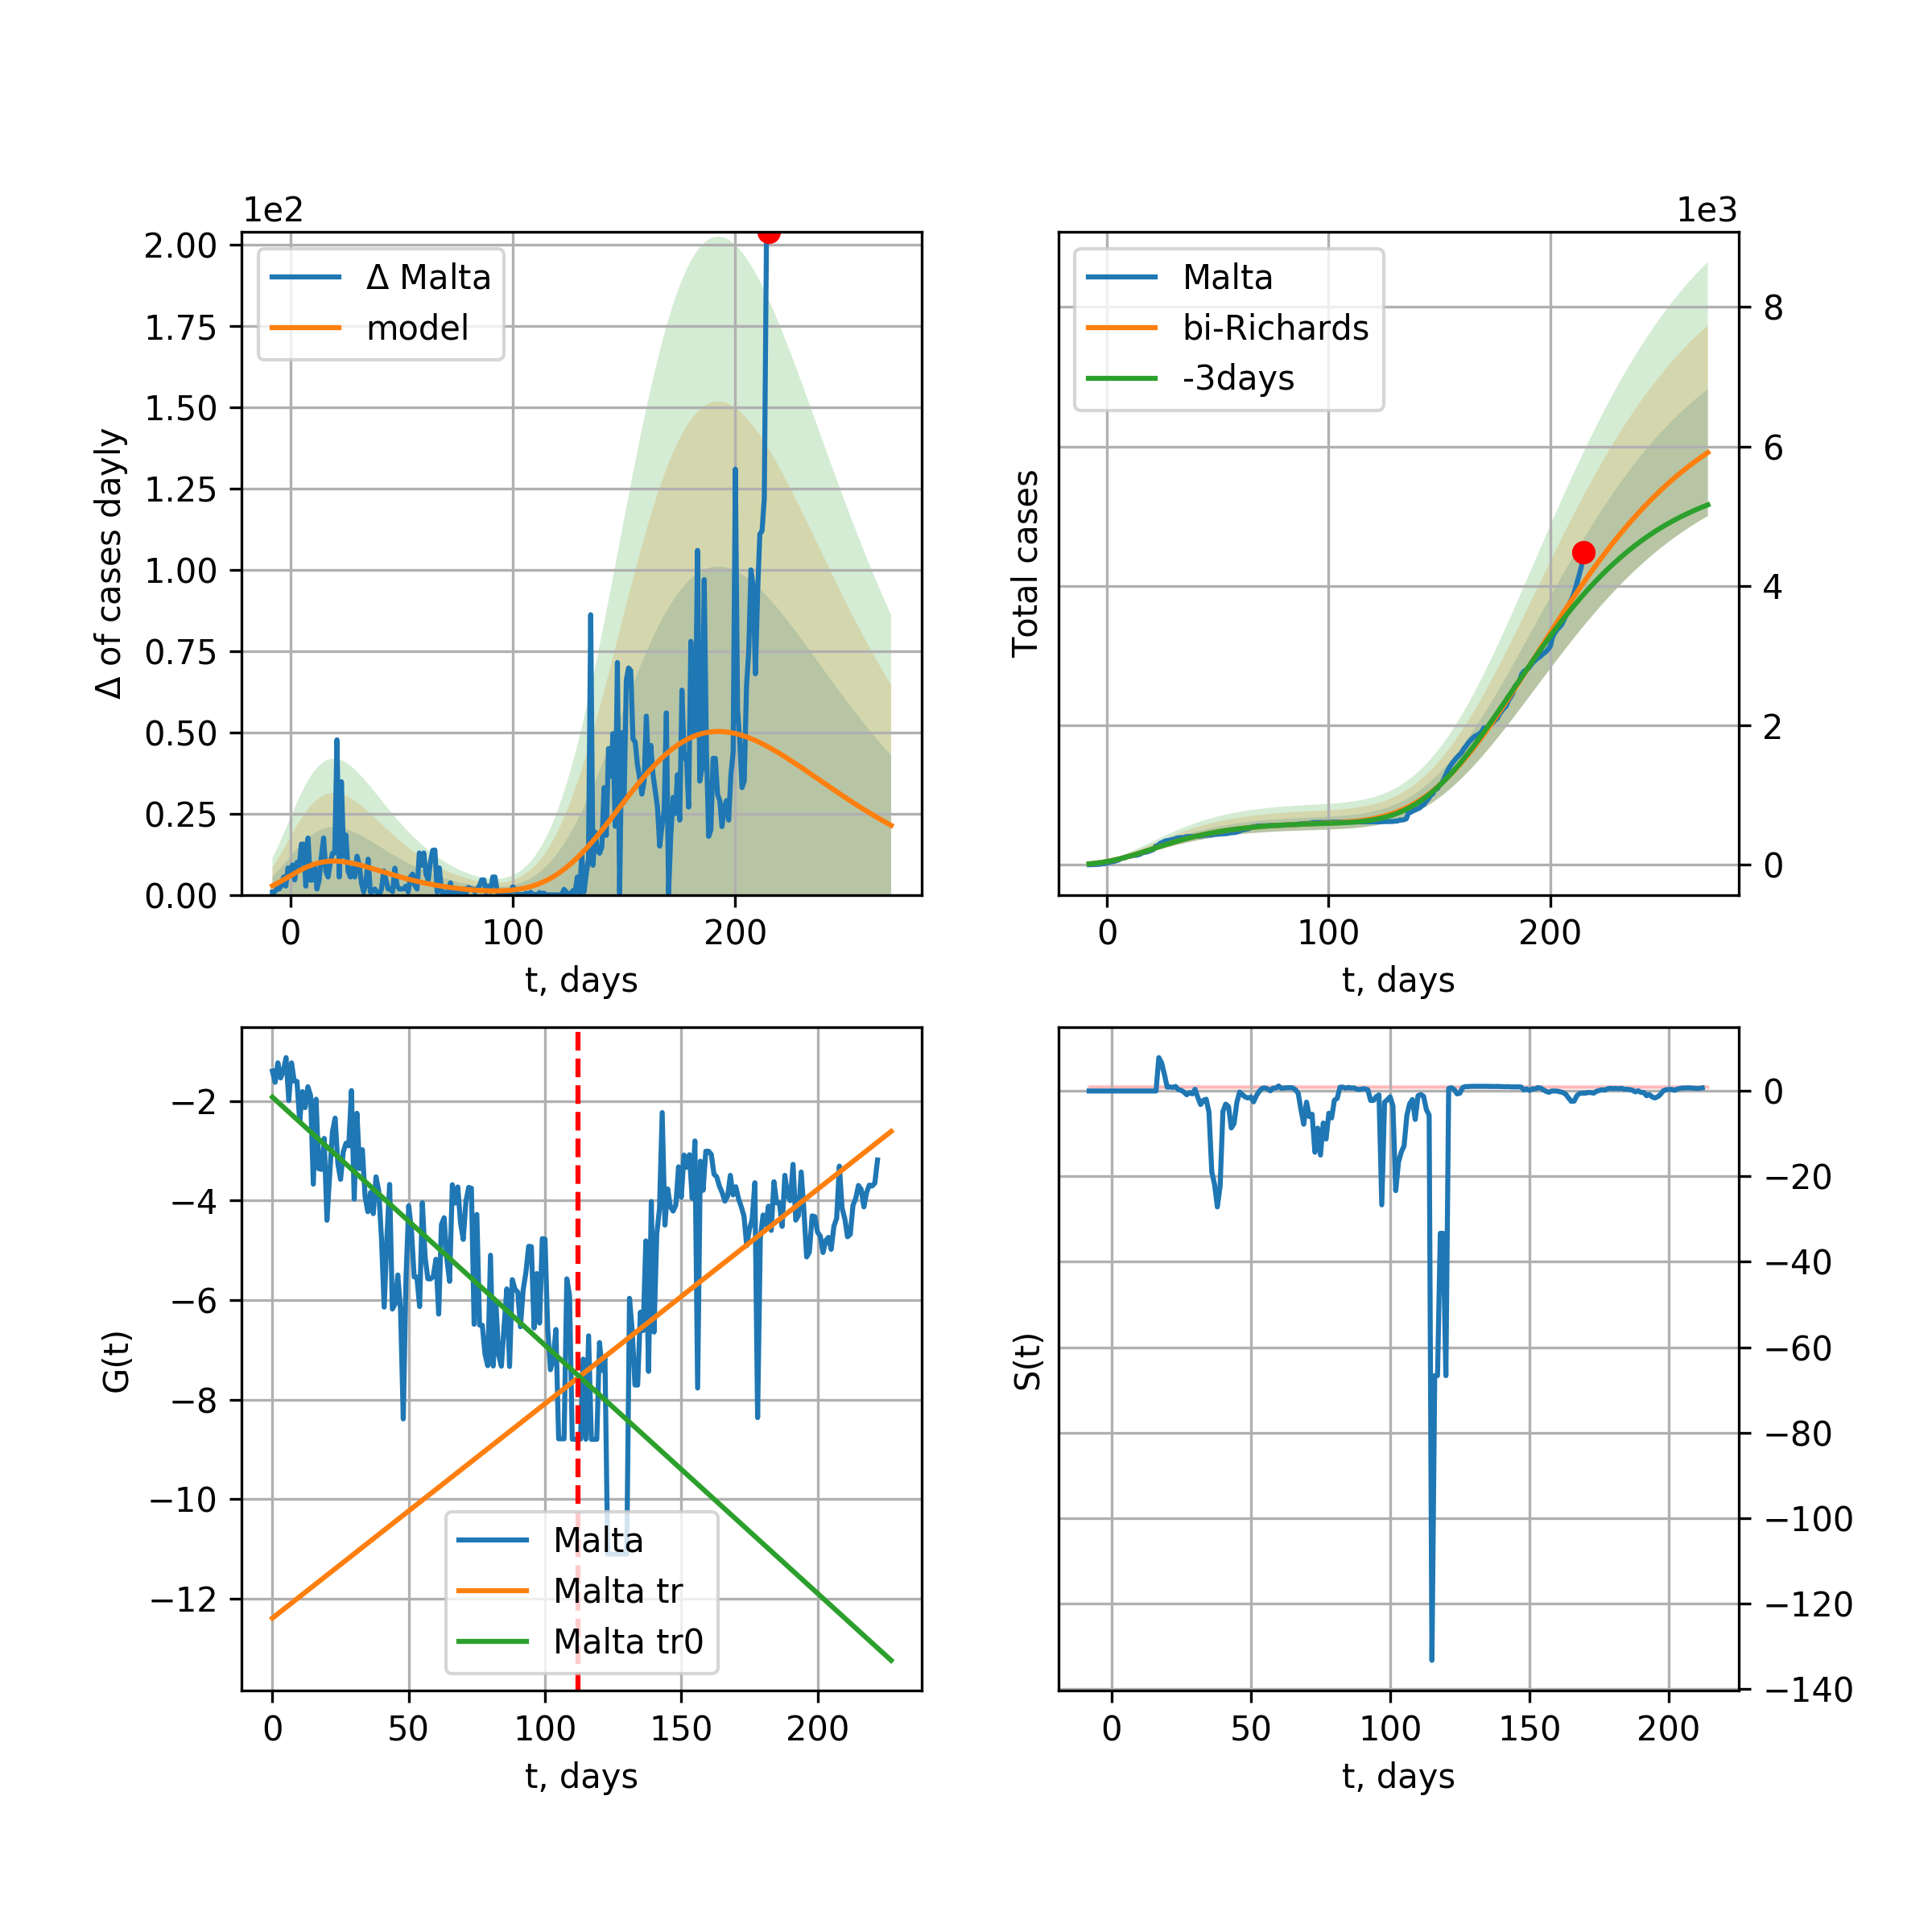 1e2
2.00
1.75
1.50
1.25
1.00
0.75
0.50
0.25
0.00
Δ of cases dayly
Δ Malta
model
0
100
200
t, days
1e3
Total cases
Malta
bi-Richards
-3days
8
6
4
2
0
0
100
200
t, days
G(t)
−2
−4
−6
−8
−10
−12
Malta
Malta tr
Malta tr0
0
50
100
150
200
t, days
S(t)
0
−20
−40
−60
−80
−100
−120
−140
0
50
100
150
200
t, days